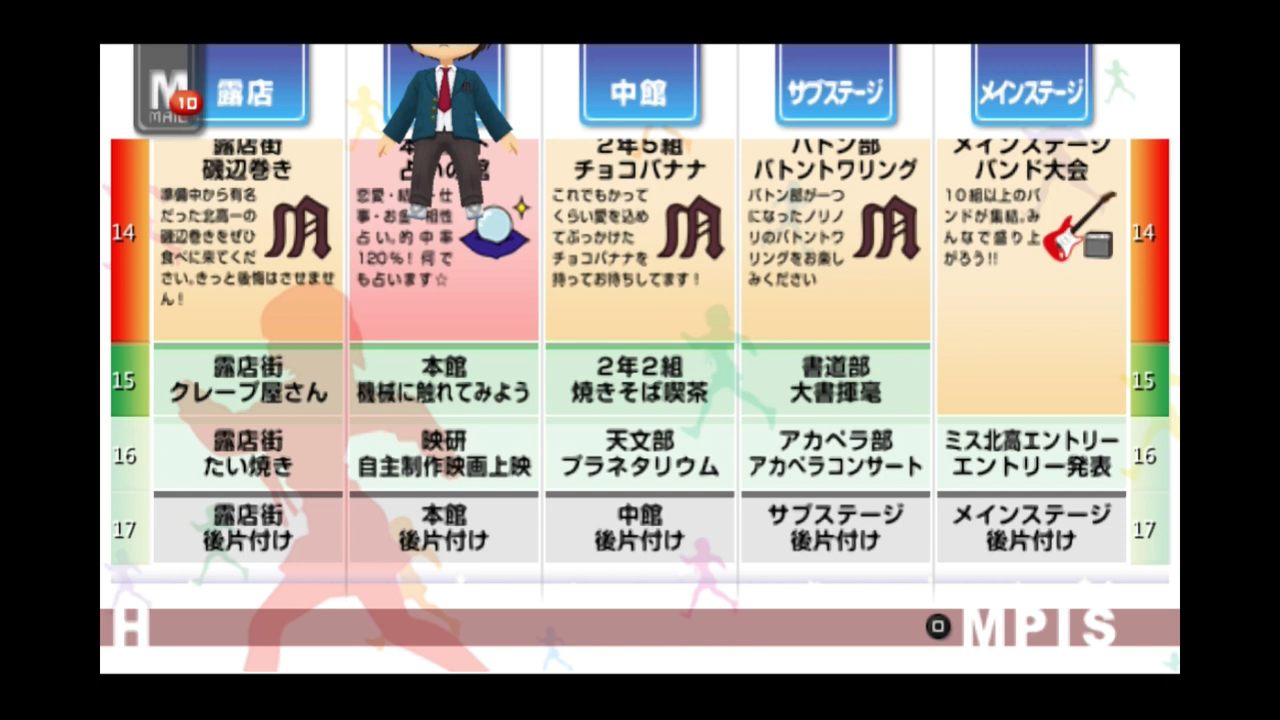 M
10
MAIL
露店
中館
サブステージ
メインステージ
14
露店街
磯辺巻き
準備中から有名
だった北高一の
磯辺巻きをぜひ
食べに来てくだ
さい。きっと後悔はさせませ
ん!
恋愛・結
仕
事・お金
相性
占い。的中率
120%!何で
も占います☆
2年5組
チョコバナナ
これでもかって
くらい愛を込め
てぶっかけた
チョコバナナを
持ってお待ちしてます!
バトン部
バトントワリング
バトン部が一つ
になったノリノ
リのバトントワ
リングをお楽し
みください
メインステージ
バンド大会
10組以上のバ
ンドが集結。み
んなで盛り上
がろう!!
14
15
露店街
クレープ屋さん
本館
機械に触れてみよう
2年2組
焼きそば喫茶
書道部
大書揮毫
15
16
露店街
たい焼き
映研
自主制作映画上映
天文部
プラネタリウム
アカペラ部
アカペラコンサート
ミス北高エントリー
エントリー発表
16
17
露店街
後片付け
本館
後片付け
中館
後片付け
サブステージ
後片付け
メインステージ
後片付け
17
H
MPIS